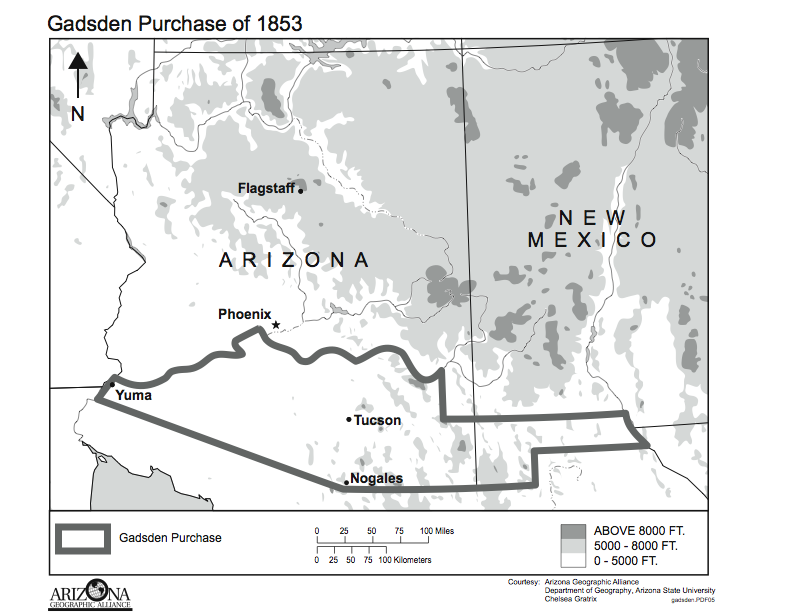 Gadsden Purchase of 1853
N
Flagstaff
NEW
MEXICO
ARIZONA
Phoenix
Yuma
Tucson
Nogales
Gadsden Purchase
0 25 50 75 100 Miles
0 25 50 75 100 Kilometers
ABOVE 8000 FT.
5000 - 8000 FT.
0 - 5000 FT.
Courtesy: Arizona Geographic Alliance
Department of Geography, Arizona State University
Chelsea Gratrix
gadsden.PDF05
ARIZONA
GEOGRAPHIC ALLIANCE